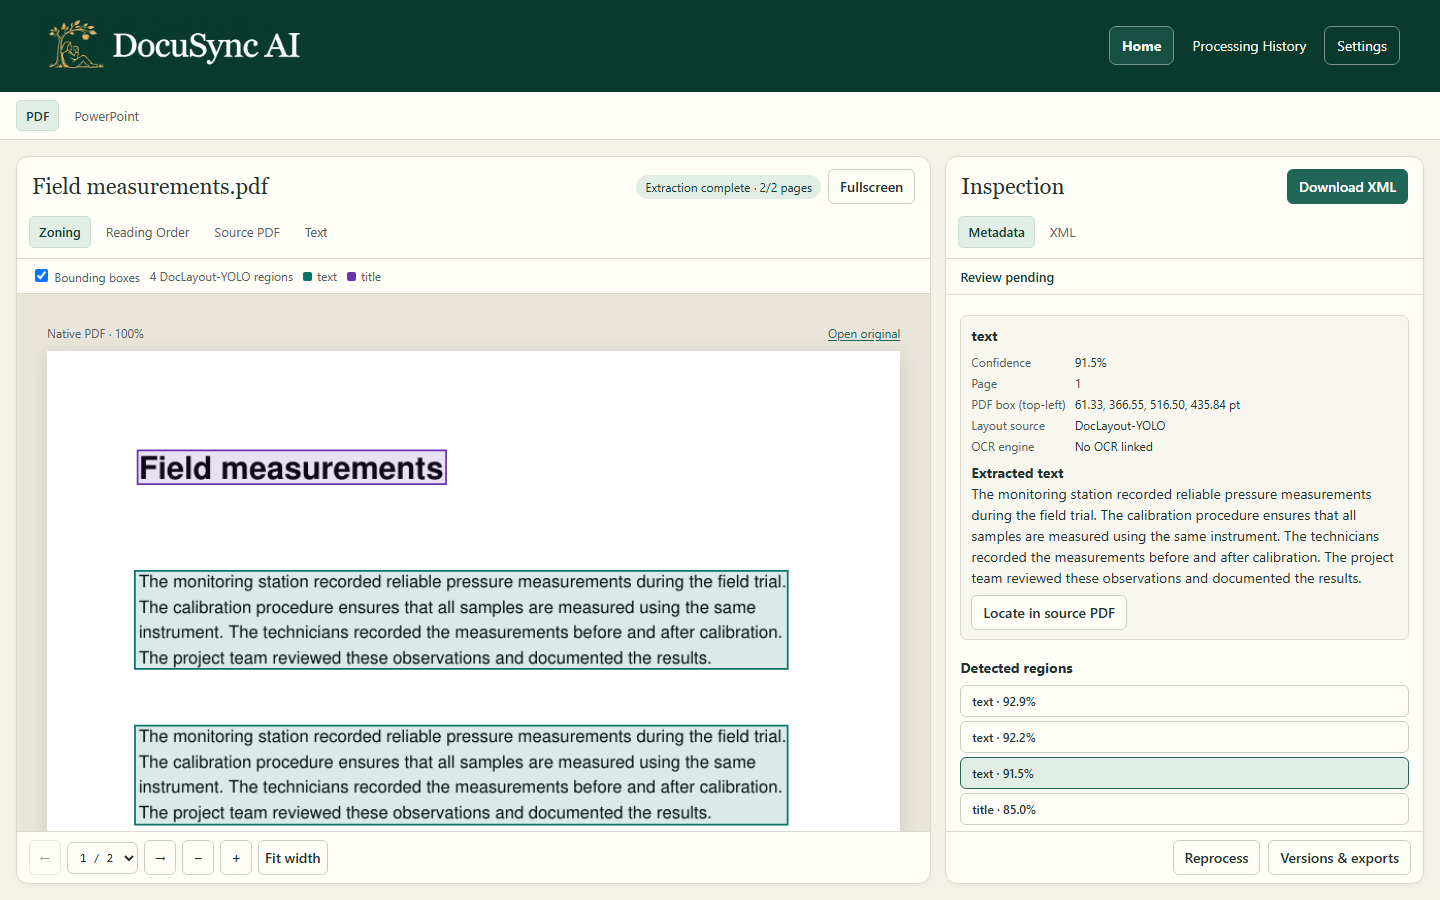 DocuSync AI
Home
Processing History
Settings
PDF
PowerPoint
Field measurements.pdf
Extraction complete · 2/2 pages
Fullscreen
Zoning
Reading Order
Source PDF
Text
Bounding boxes
4 DocLayout-YOLO regions
text
title
Native PDF · 100%
Open original
Field measurements
The monitoring station recorded reliable pressure measurements during the field trial.
The calibration procedure ensures that all samples are measured using the same
instrument. The technicians recorded the measurements before and after calibration.
The project team reviewed these observations and documented the results.
The monitoring station recorded reliable pressure measurements during the field trial.
The calibration procedure ensures that all samples are measured using the same
instrument. The technicians recorded the measurements before and after calibration.
The project team reviewed these observations and documented the results.
←
1 / 2
→
−
+
Fit width
Inspection
Download XML
Metadata
XML
Review pending
text
Confidence 91.5%
Page 1
PDF box (top-left) 61.33, 366.55, 516.50, 435.84 pt
Layout source DocLayout-YOLO
OCR engine No OCR linked
Extracted text
The monitoring station recorded reliable pressure measurements
during the field trial. The calibration procedure ensures that all
samples are measured using the same instrument. The technicians
recorded the measurements before and after calibration. The project
team reviewed these observations and documented the results.
Locate in source PDF
Detected regions
text · 92.9%
text · 92.2%
text · 91.5%
title · 85.0%
Reprocess
Versions & exports